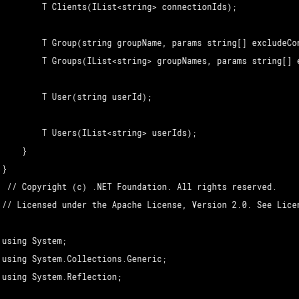 T Clients(IList<string> connectionIds);
T Group(string groupName, params string[]
T Groups(IList<string> groupNames, params string[]
T User(string userId);
T Users(IList<string> userIds);
}
}
// Copyright (c) .NET Foundation. All rights reserved.
// Licensed under the Apache License, Version 2.0. See
using System;
using System.Collections.Generic;
using System.Reflection;